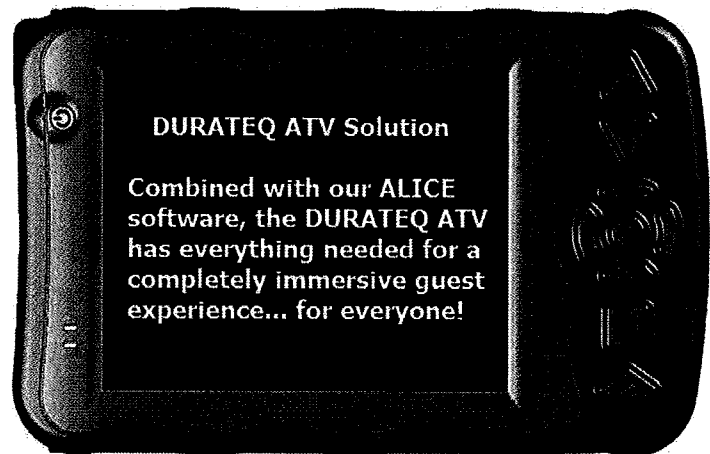 DURATEQ ATV Solution
Combined with our ALICE
software, the DURATEQ ATV
has everything needed for a
completely immersive guest
experience... for everyone!